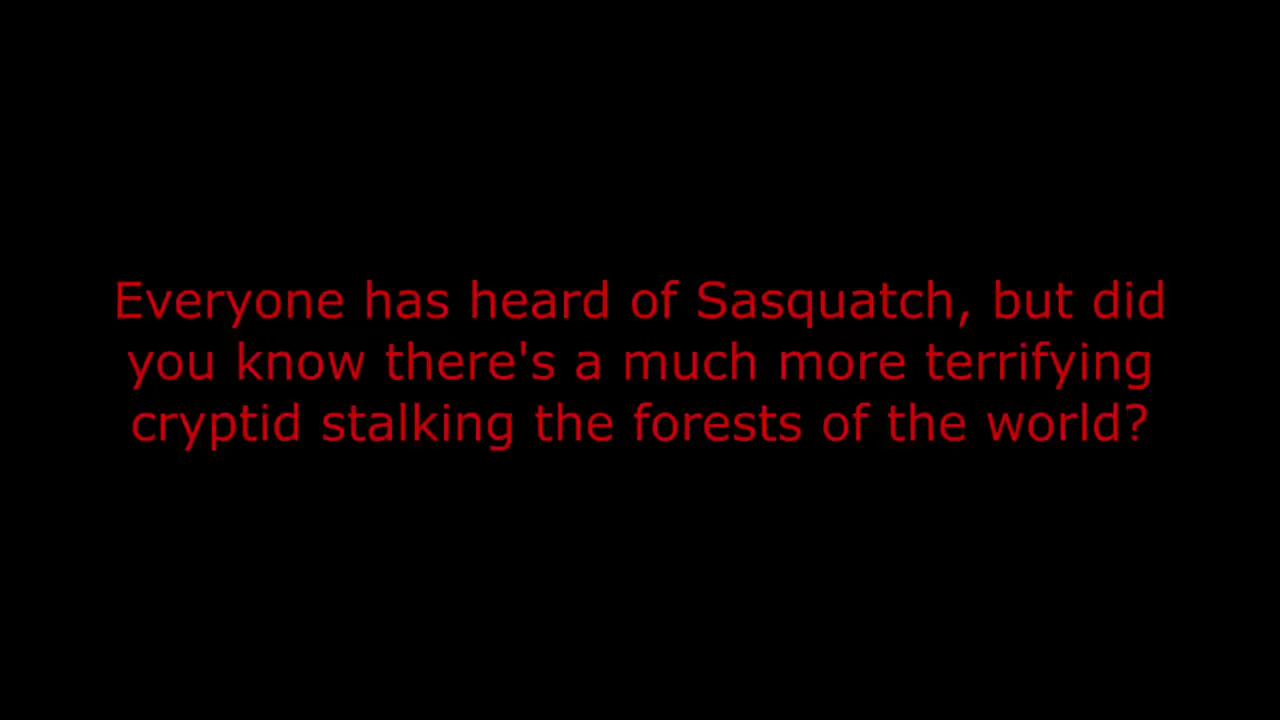 Everyone has heard of Sasquatch, but did
you know there's a much more terrifying
cryptid stalking the forests of the world?